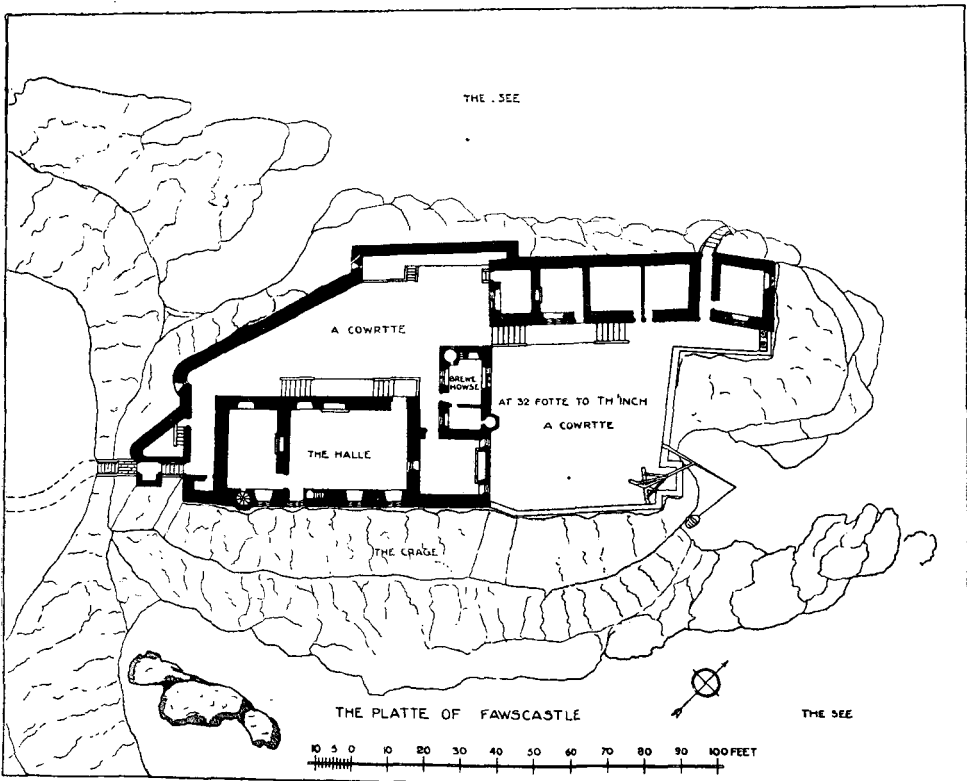 THE . SEE
A COWRTTE
BREWE
HOWSE
AT 32 FOTTE TO TH'INCH
A COWRTTE
THE HALLE
THE CRAGE
THE PLATTE OF FAWSCASTLE
THE SEE
10 5 0 10 20 30 40 50 60 70 80 90 100 FEET